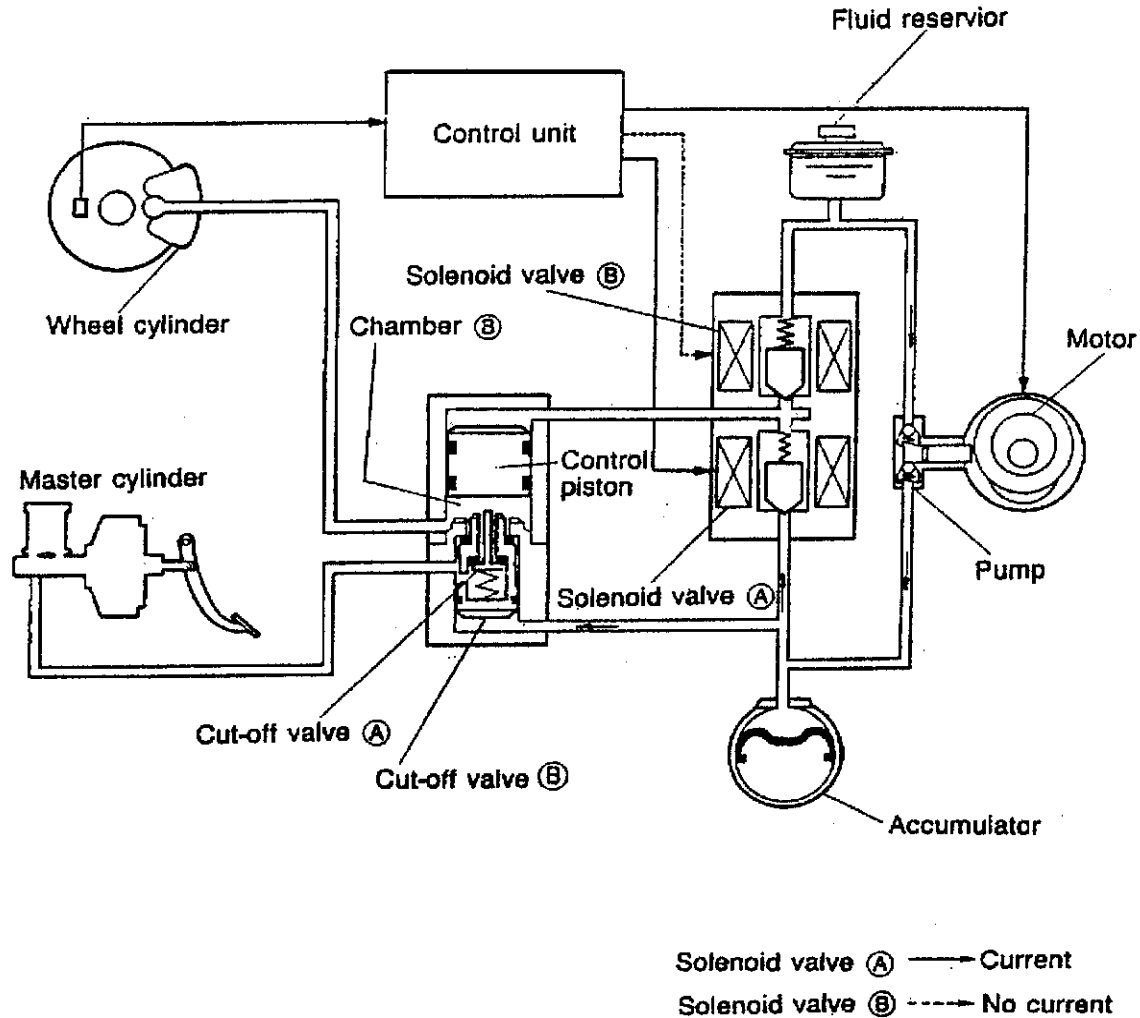 Fluid reservior
Control unit
Solenoid valve Ⓑ
Wheel cylinder
Chamber ⓐ
Motor
Master cylinder
Control
piston
Pump
Solenoid valve Ⓐ
Cut-off valve Ⓐ
Cut-off valve Ⓑ
Accumulator
Solenoid valve Ⓐ Current
Solenoid valve Ⓑ No current